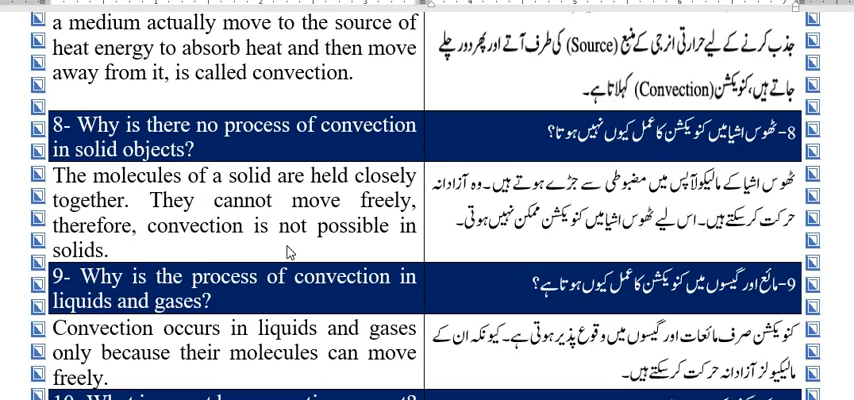 a medium actually move to the source of
heat energy to absorb heat and then move
away from it, is called convection.
جذب کرنے کے لیے حرارتی انرجی کے منبع (Source) کی طرف آتے اور پھر دور چلے
جاتے ہیں، کنویکشن (Convection) کہلاتا ہے۔
8- Why is there no process of convection
in solid objects?
8- ٹھوس اشیا میں کنویکشن کا عمل کیوں نہیں ہوتا؟
The molecules of a solid are held closely
together. They cannot move freely,
therefore, convection is not possible in
solids.
ٹھوس اشیا کے مالیکولز آپس میں مضبوطی سے جڑے ہوتے ہیں۔ وہ آزادانہ
حرکت کر سکتے ہیں۔ اس لیے ٹھوس اشیا میں کنویکشن ممکن نہیں ہوتی۔
9- Why is the process of convection in
liquids and gases?
9- مائع اور گیسوں میں کنویکشن کا عمل کیوں ہوتا ہے؟
Convection occurs in liquids and gases
only because their molecules can move
freely.
کنویکشن صرف مائعات اور گیسوں میں وقوع پذیر ہوتی ہے۔ کیونکہ ان کے
مالیکیولز آزادانہ حرکت کر سکتے ہیں۔